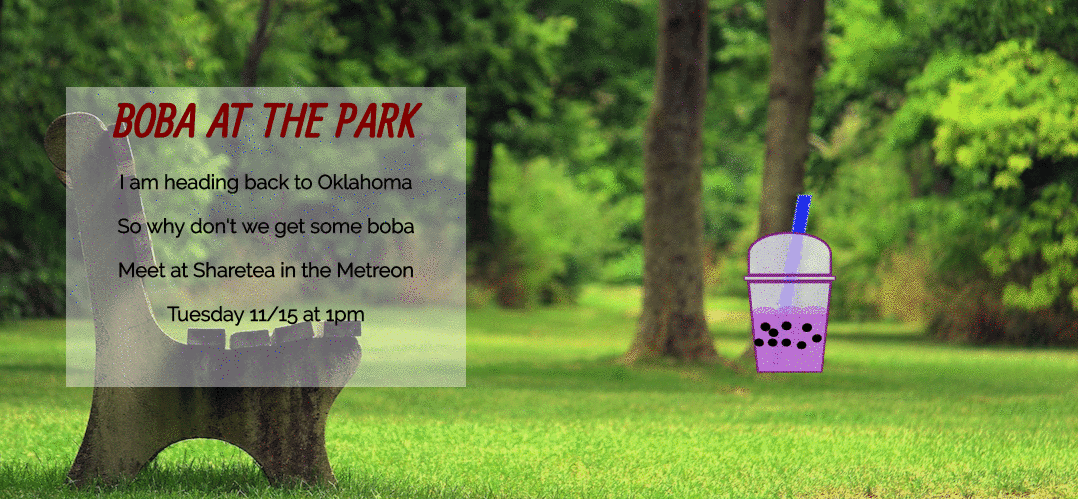 BOBA AT THE PARK
I am heading back to Oklahoma
So why don't we get some boba
Meet at Sharetea in the Metreon
Tuesday 11/15 at 1pm